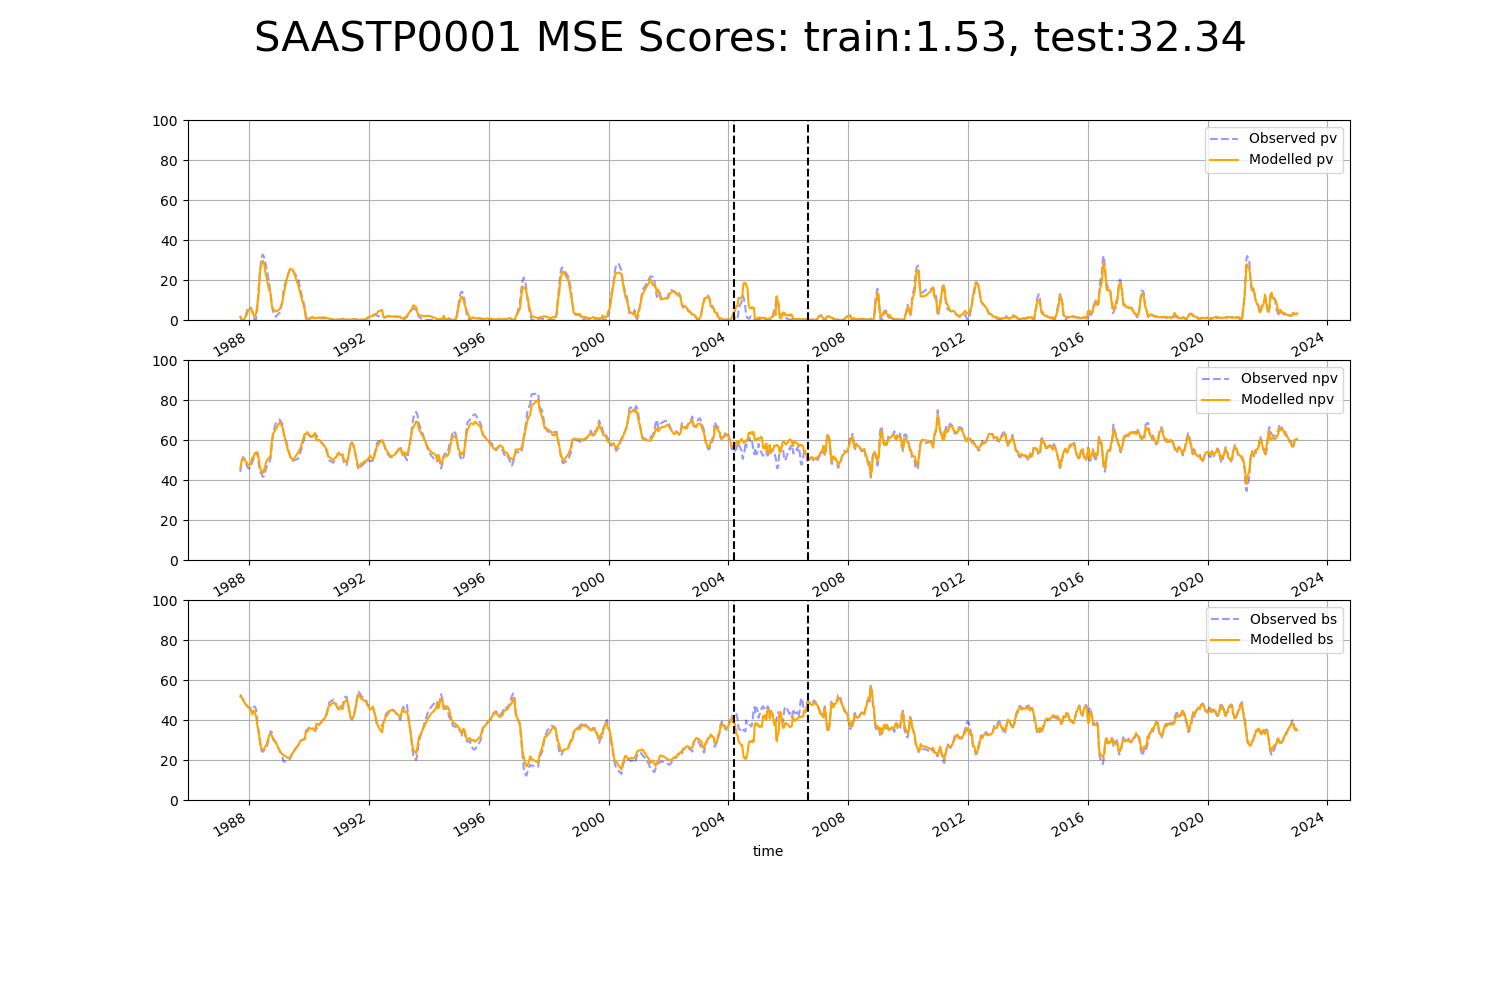 SAASTP0001 MSE Scores: train:1.53, test:32.34
100
80
60
40
20
0
Observed pv
Modelled pv
1988 1992 1996 2000 2004 2008 2012 2016 2020 2024
100
80
60
40
20
0
Observed npv
Modelled npv
1988 1992 1996 2000 2004 2008 2012 2016 2020 2024
100
80
60
40
20
0
Observed bs
Modelled bs
1988 1992 1996 2000 2004 2008 2012 2016 2020 2024
time